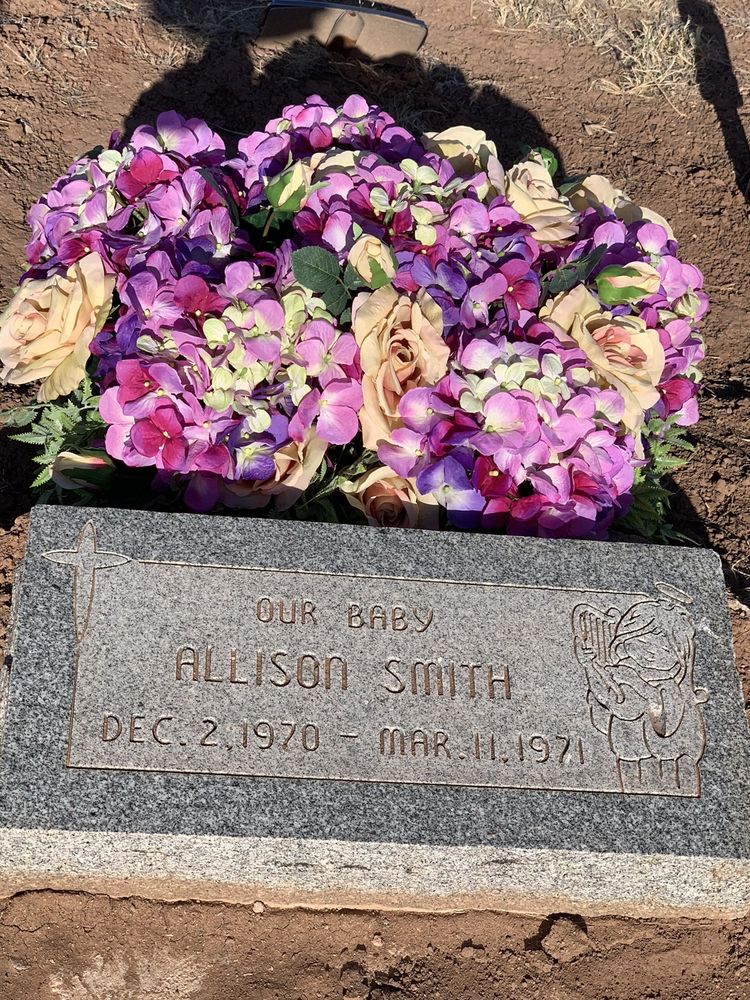 OUR BABY
ALLISON SMITH
DEC. 2, 1970 - MAR. 11, 1971